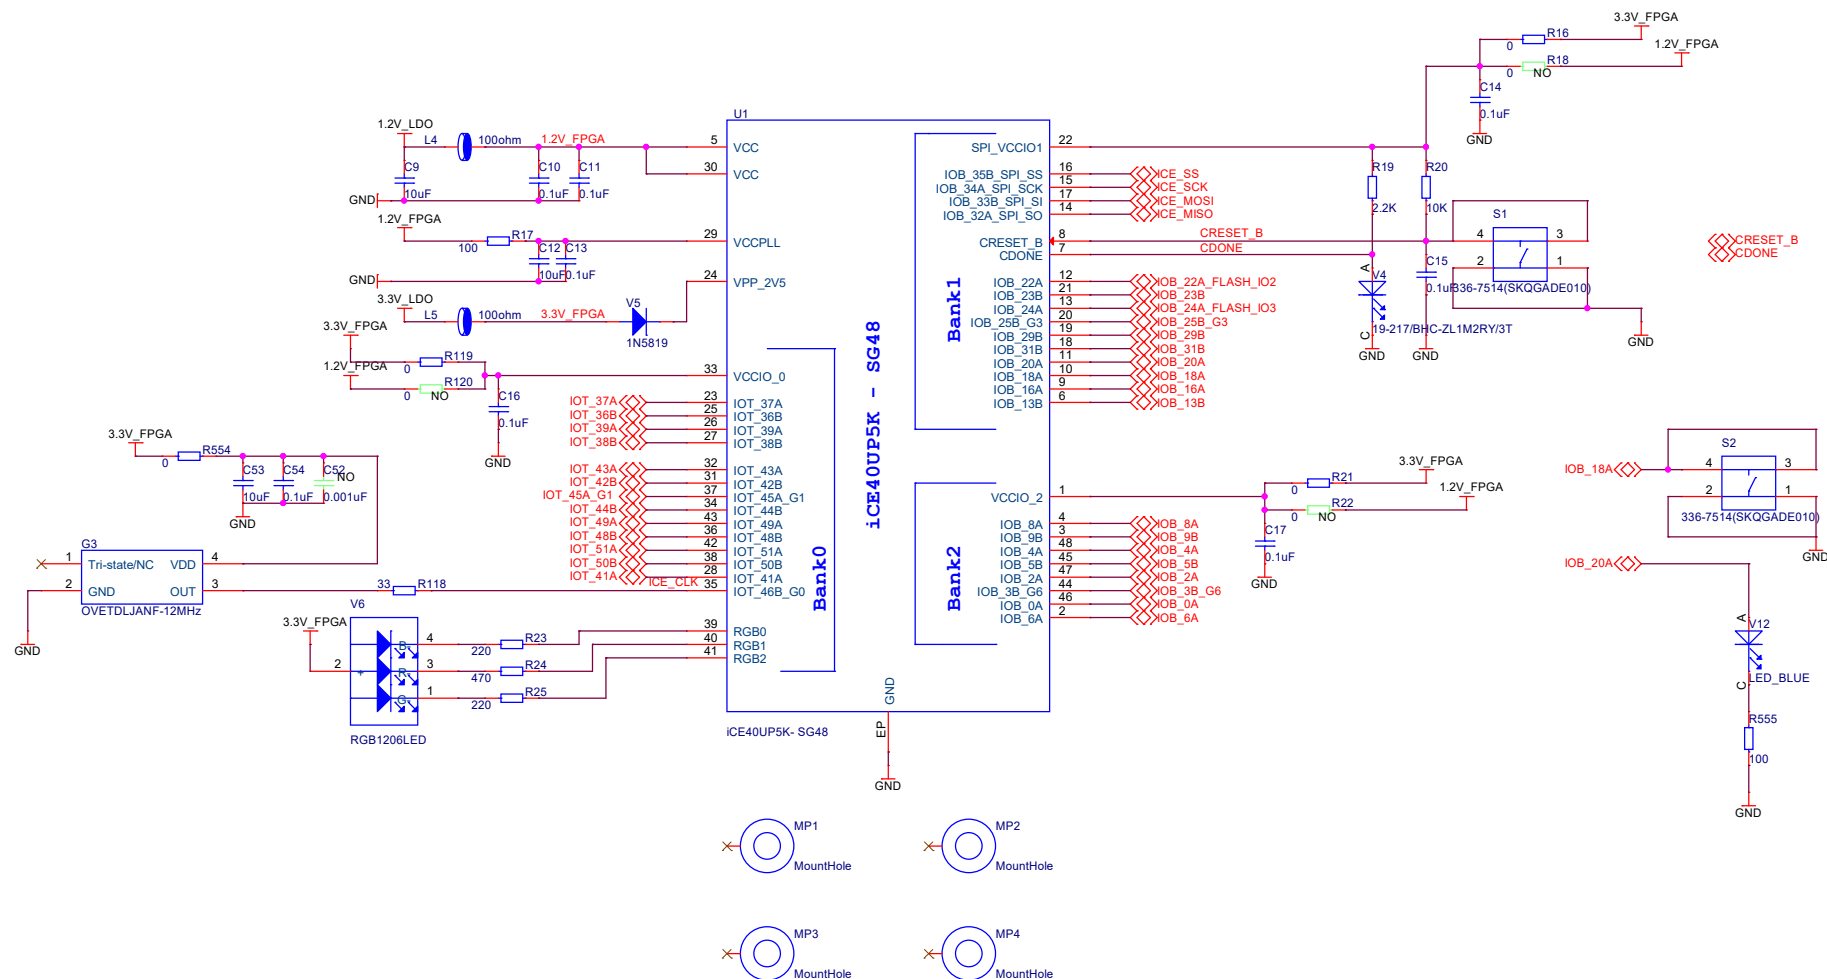 3.3V_FPGA
R16
0
1.2V_FPGA
R18
0
NO
C14
0.1uF
GND
U1
1.2V_LDO
L4
100ohm
1.2V_FPGA
5
VCC
30
VCC
C9
10uF
C10
0.1uF
C11
0.1uF
GND
1.2V_FPGA
R17
100
C12
10uF
C13
0.1uF
29
VCCPLL
GND
24
VPP_2V5
3.3V_LDO
L5
100ohm
3.3V_FPGA
V5
1N5819
3.3V_FPGA
R119
0
1.2V_FPGA
R120
0
NO
33
VCCIO_0
C16
0.1uF
GND
IOT_37A
23
IOT_37A
IOT_36B
25
IOT_36B
IOT_39A
26
IOT_39A
IOT_38B
27
IOT_38B
IOT_43A
32
IOT_43A
IOT_42B
31
IOT_42B
IOT_45A_G1
37
IOT_45A_G1
IOT_44B
34
IOT_44B
IOT_49A
43
IOT_49A
IOT_48B
36
IOT_48B
IOT_51A
42
IOT_51A
IOT_50B
38
IOT_50B
IOT_41A
28
IOT_41A
ICE_CLK
35
IOT_46B_G0
3.3V_FPGA
R554
0
C53
10uF
C54
0.1uF
C52
NO
0.001uF
GND
G3
1
Tri-state/NC
VDD
4
2
GND
OUT
3
OVETDLJANF-12MHz
GND
33
R118
V6
3.3V_FPGA
2
+
B-
4
R-
3
G-
1
RGB1206LED
220
R23
470
R24
220
R25
39
RGB0
40
RGB1
41
RGB2
Bank0
iCE40UP5K - SG48
Bank1
Bank2
GND
EP
GND
iCE40UP5K- SG48
SPI_VCCIO1
22
IOB_35B_SPI_SS
16
ICE_SS
IOB_34A_SPI_SCK
15
ICE_SCK
IOB_33B_SPI_SI
17
ICE_MOSI
IOB_32A_SPI_SO
14
ICE_MISO
CRESET_B
8
CRESET_B
CDONE
7
CDONE
IOB_22A
12
IOB_22A_FLASH_IO2
IOB_23B
21
IOB_23B
IOB_24A
13
IOB_24A_FLASH_IO3
IOB_25B_G3
20
IOB_25B_G3
IOB_29B
19
IOB_29B
IOB_31B
18
IOB_31B
IOB_20A
11
IOB_20A
IOB_18A
10
IOB_18A
IOB_16A
9
IOB_16A
IOB_13B
6
IOB_13B
R19
2.2K
R20
10K
S1
4
3
2
1
336-7514(SKQGADE010)
C15
0.1uF
GND
A
V4
C
19-217/BHC-ZL1M2RY/3T
GND
GND
CRESET_B
CDONE
VCCIO_2
1
3.3V_FPGA
R21
0
1.2V_FPGA
R22
0
NO
C17
0.1uF
GND
IOB_8A
4
IOB_8A
IOB_9B
3
IOB_9B
IOB_4A
48
IOB_4A
IOB_5B
45
IOB_5B
IOB_2A
47
IOB_2A
IOB_3B_G6
44
IOB_3B_G6
IOB_0A
46
IOB_0A
IOB_6A
2
IOB_6A
IOB_18A
S2
4
3
2
1
336-7514(SKQGADE010)
GND
IOB_20A
A
V12
C
LED_BLUE
R555
100
GND
MP1
MountHole
MP2
MountHole
MP3
MountHole
MP4
MountHole